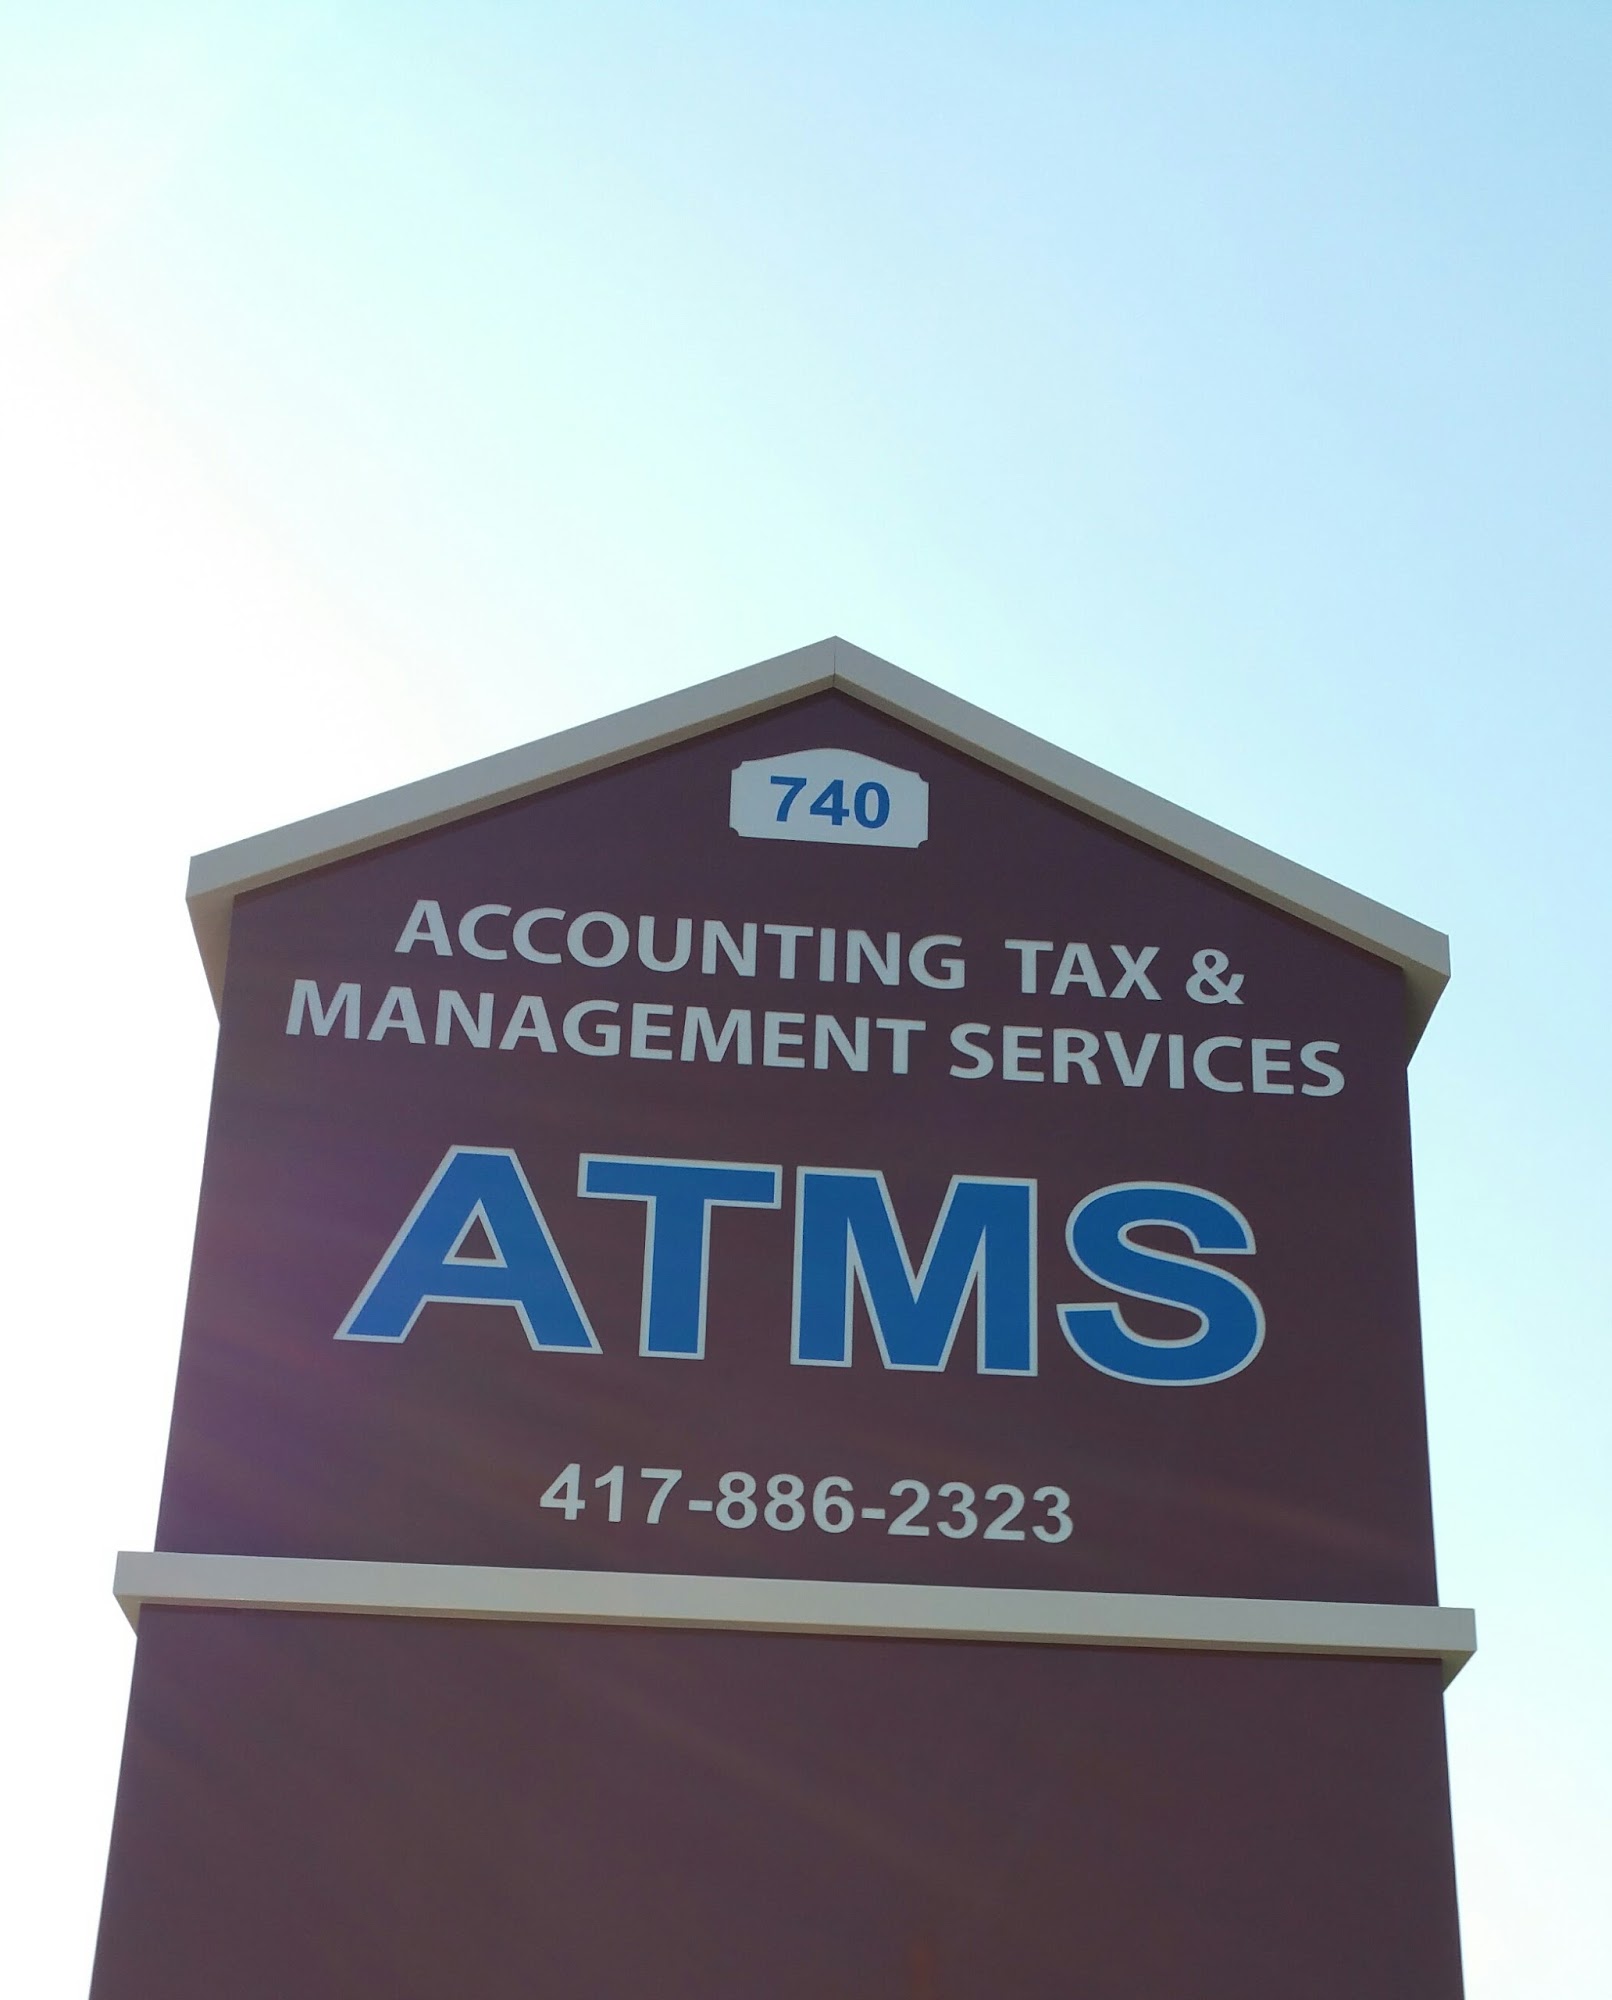 740
ACCOUNTING TAX &
MANAGEMENT SERVICES
ATMS
417-886-2323